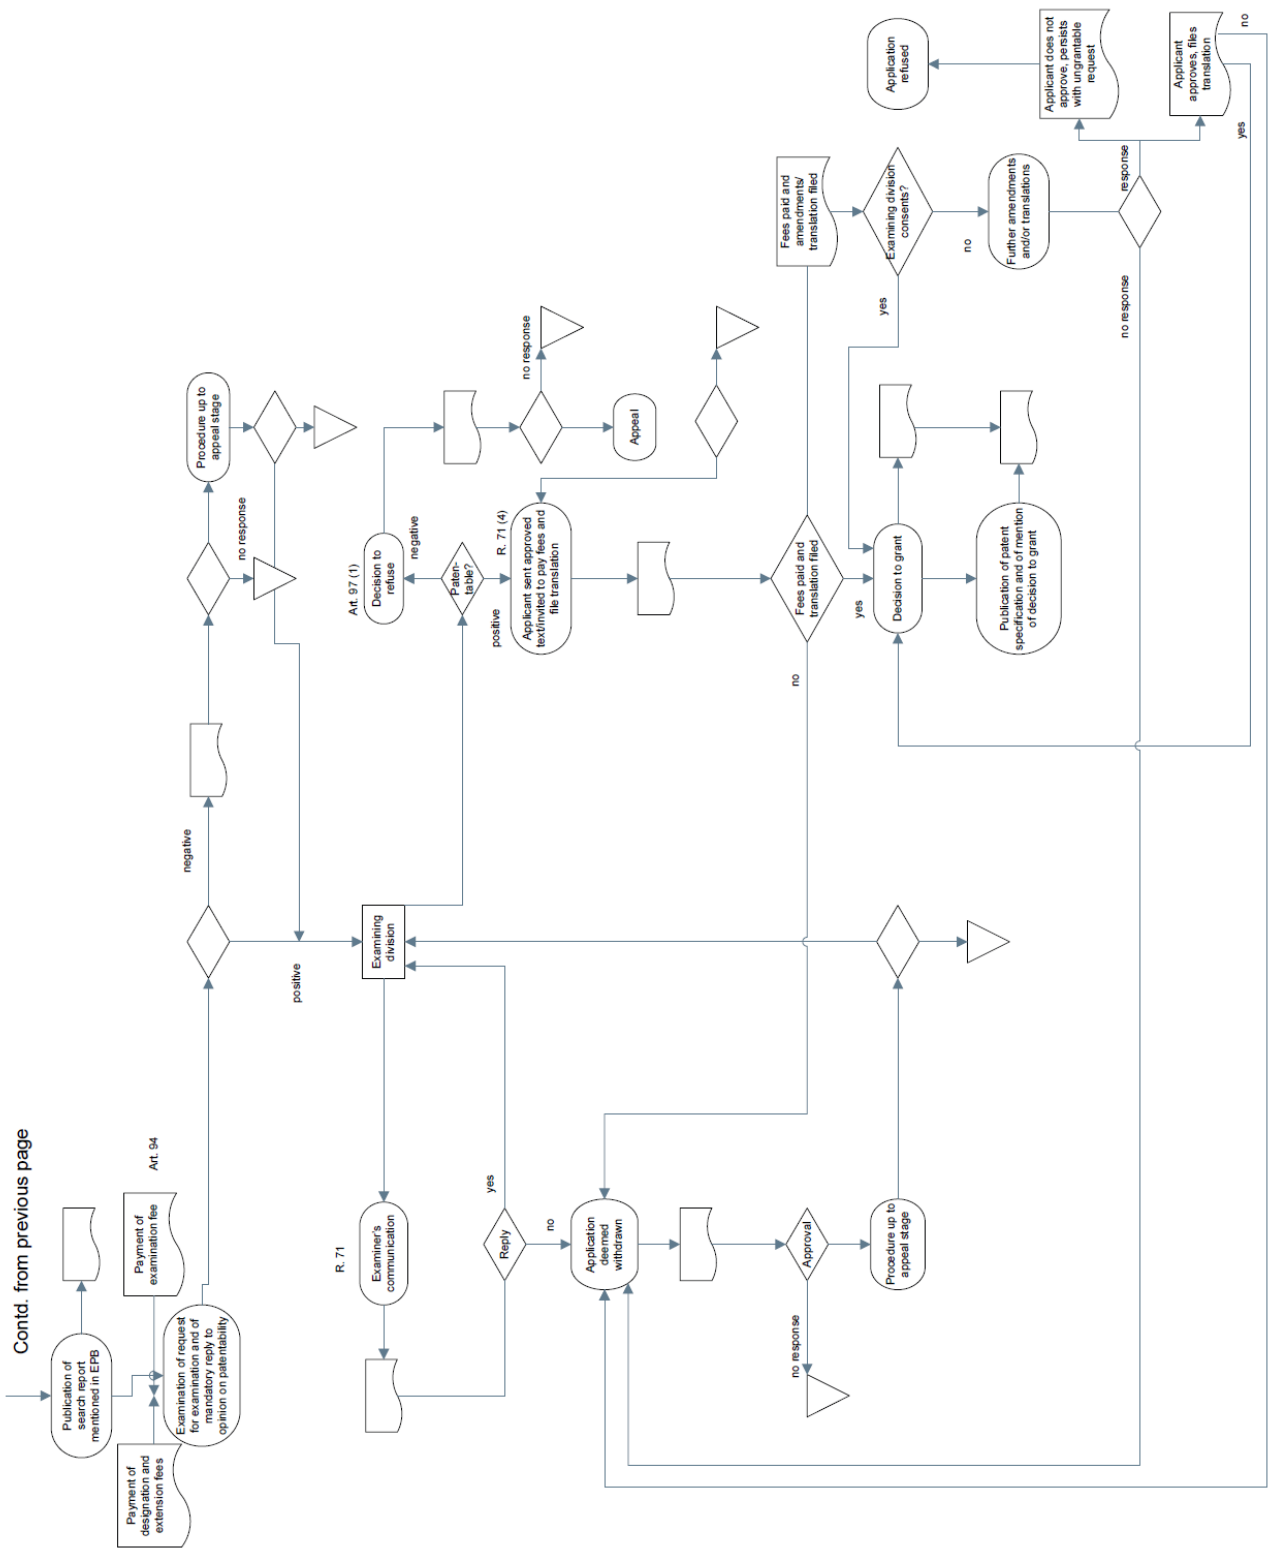 Contd. from previous page
Publication of
search report
mentioned in EPB
Payment of
designation and
extension fees
Payment of
examination fee
Art. 94
Examination of request
for examination and of
mandatory reply to
opinion on patentability
negative
no response
Procedure up to
appeal stage
positive
Examining
division
R. 71
Examiner's
communication
Reply
yes
no
Art. 97 (1)
Decision to
refuse
negative
Paten-
table?
positive
R. 71 (4)
Applicant sent approved
text/invited to pay fees and
file translation
no response
Appeal
Application
deemed
withdrawn
Approval
no response
Procedure up to
appeal stage
no
Fees paid and
translation filed
yes
Fees paid and
amendments/
translation filed
Examining division
consents?
yes
no
Decision to grant
Publication of patent
specification and of mention
of decision to grant
Further amendments
and/or translations
no response
response
Application
refused
Applicant does not
approve, persists
with ungrantable
request
Applicant
approves, files
translation
yes
no